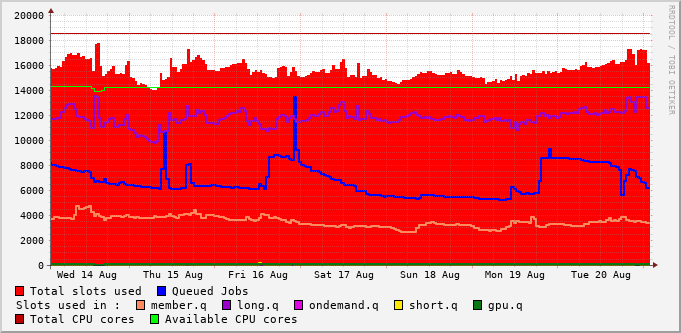 20000
18000
16000
14000
12000
10000
8000
6000
4000
2000
0
Wed 14 Aug Thu 15 Aug Fri 16 Aug Sat 17 Aug Sun 18 Aug Mon 19 Aug Tue 20 Aug
RRDTOOL / TOBI OETIKER
Total slots used Queued Jobs
Slots used in : member.q long.q ondemand.q short.q gpu.q
Total CPU cores Available CPU cores